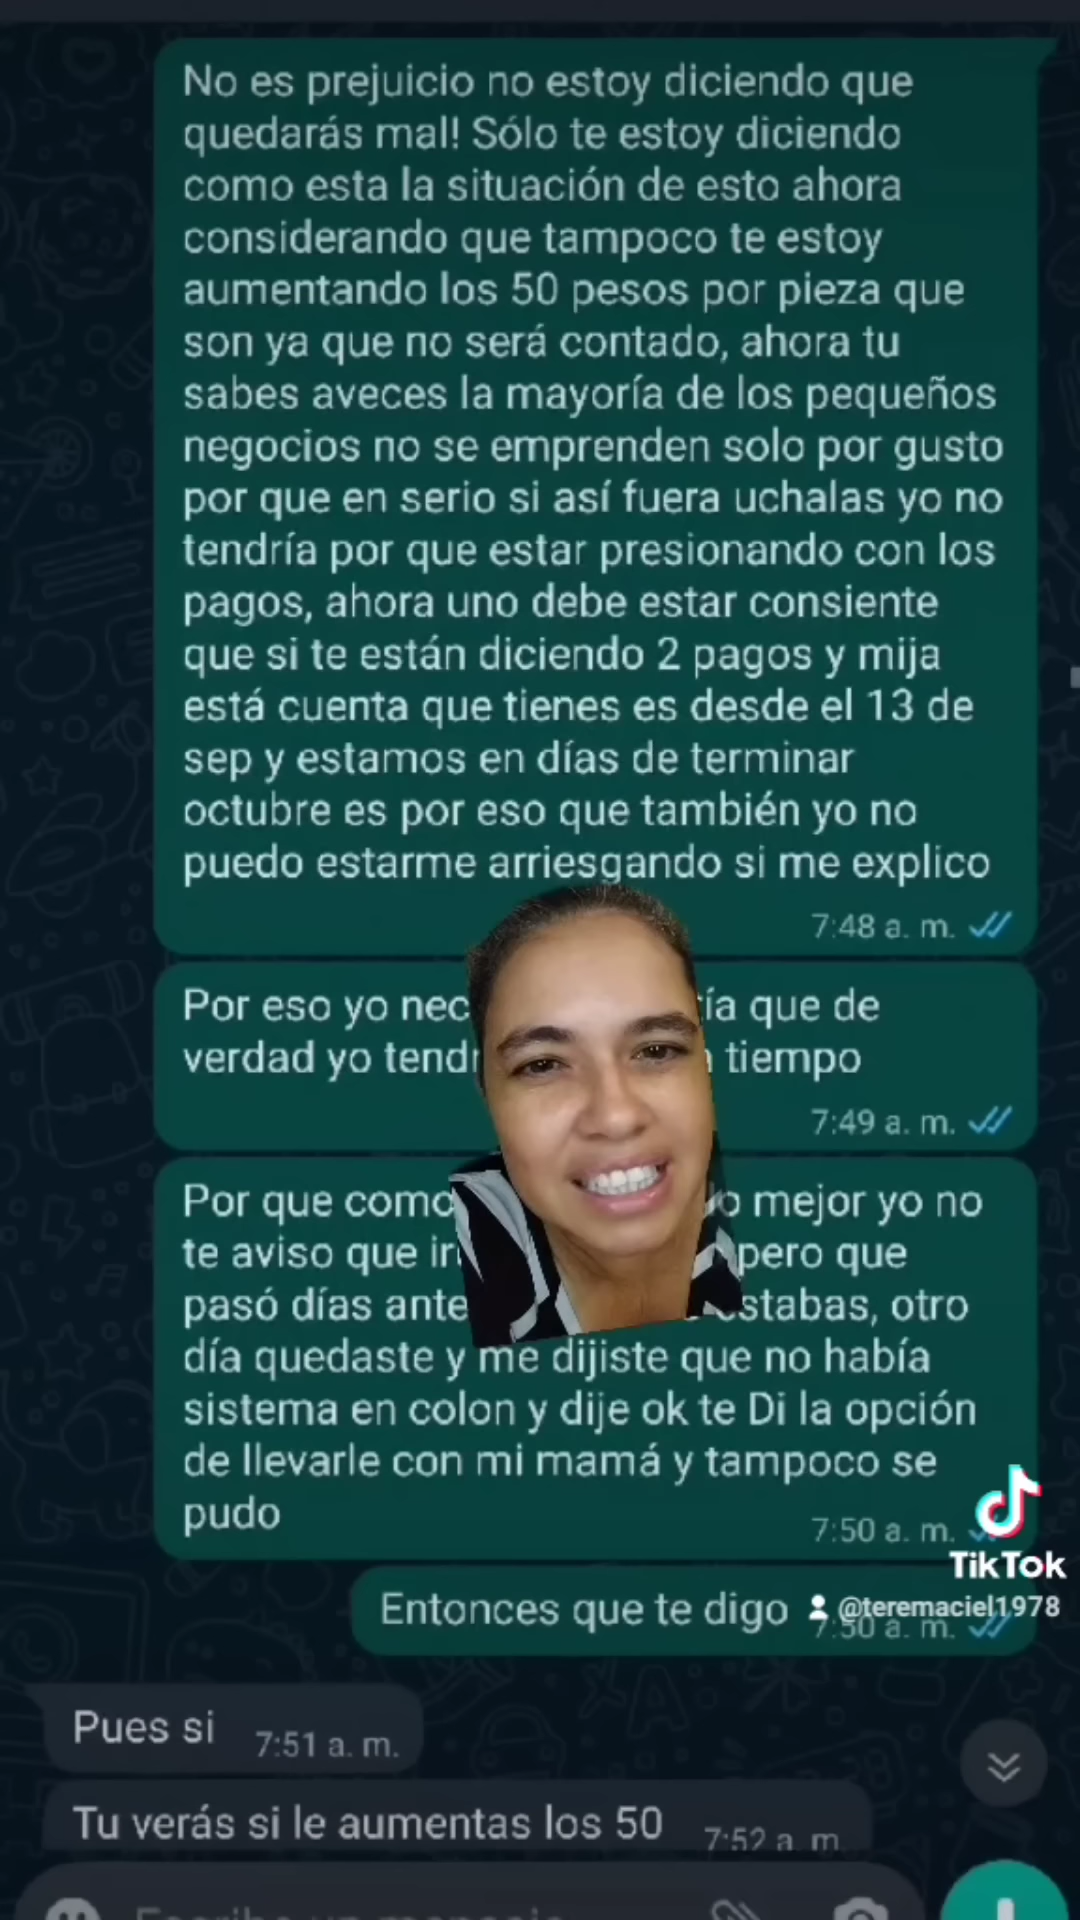 No es prejuicio no estoy diciendo que
quedarás mal! Sólo te estoy diciendo
como esta la situación de esto ahora
considerando que tampoco te estoy
aumentando los 50 pesos por pieza que
son ya que no será contado, ahora tu
sabes aveces la mayoría de los pequeños
negocios no se emprenden solo por gusto
por que en serio si así fuera uchalas yo no
tendría por que estar presionando con los
pagos, ahora uno debe estar consiente
que si te están diciendo 2 pagos y mija
está cuenta que tienes es desde el 13 de
sep y estamos en días de terminar
octubre es por eso que también yo no
puedo estarme arriesgando si me explico
7:48 a. m.
Por eso yo que de
verdad yo tiempo
7:49 a. m.
Por que como mejor yo no
te aviso que pero que
pasó días otro
día quedaste y me dijiste que no había
sistema en colon y dije ok te Di la opción
de llevarle con mi mamá y tampoco se
pudo
7:50 a. m.
TikTok
Entonces que te digo
@teremaciel1978
7:50 a. m.
Pues si 7:51 a. m.
Tu verás si le aumentas los 50 7:52 a. m.